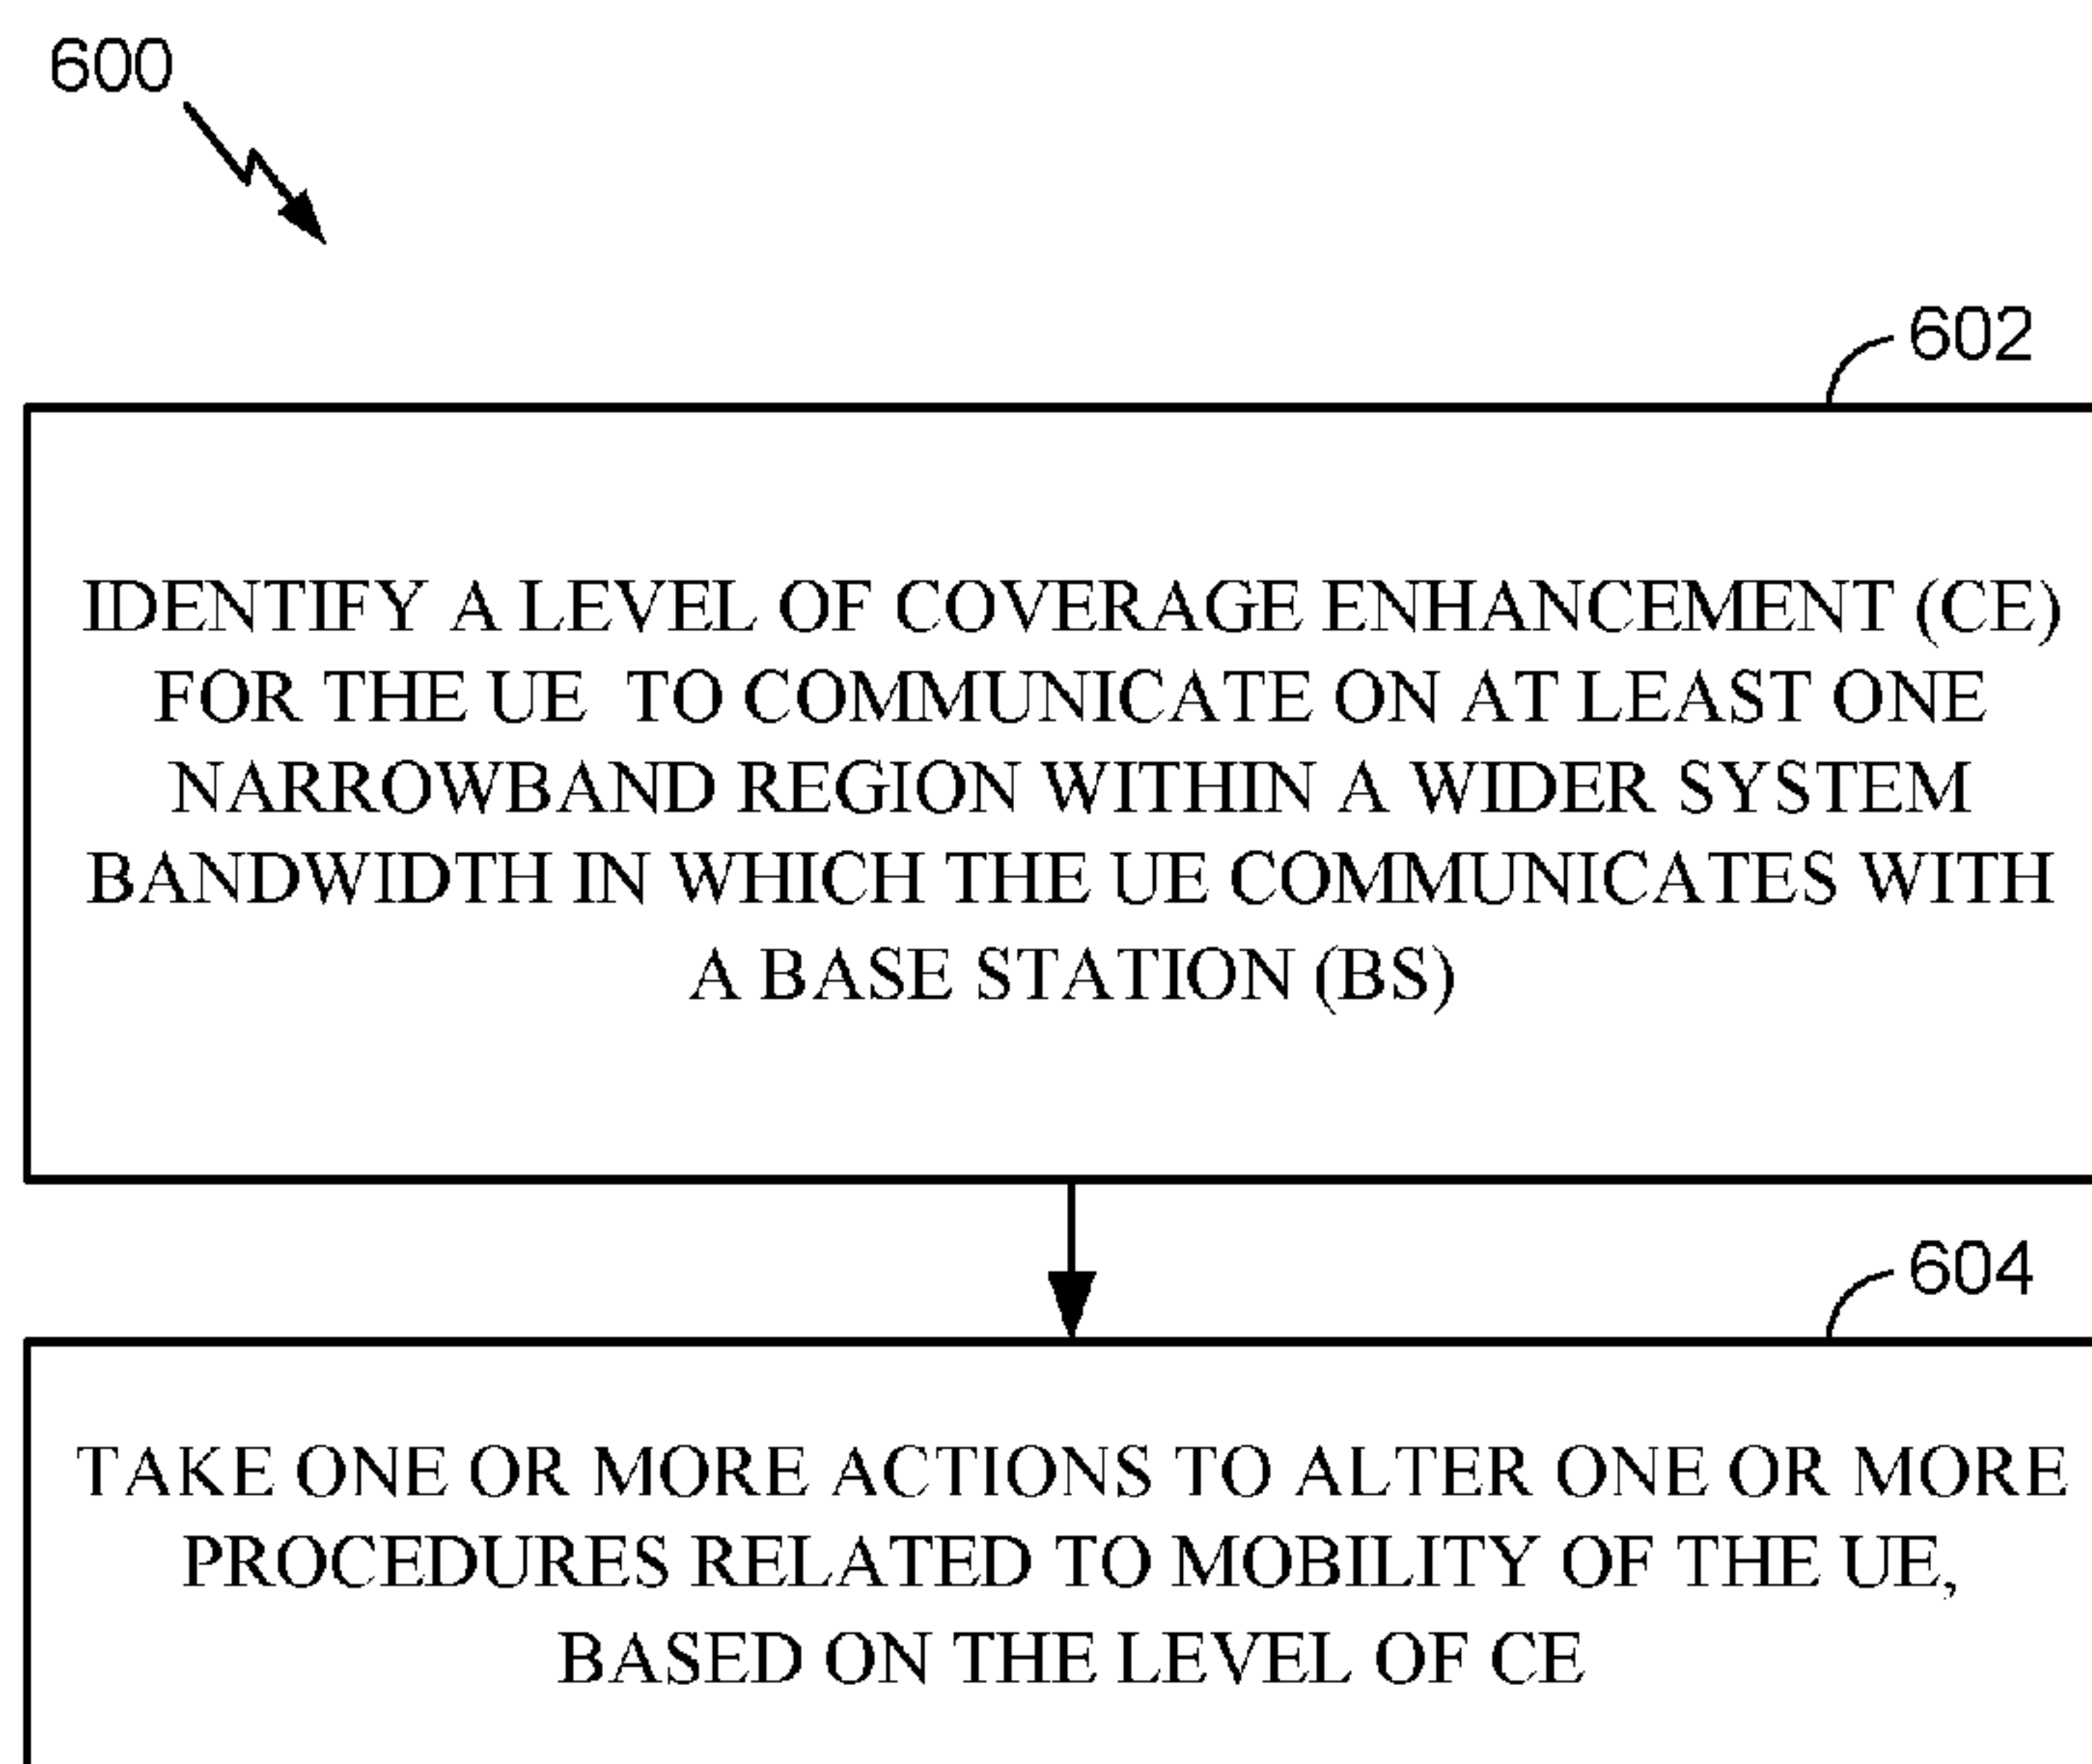 600
602
IDENTIFY A LEVEL OF COVERAGE ENHANCEMENT (CE)
FOR THE UE TO COMMUNICATE ON AT LEAST ONE
NARROWBAND REGION WITHIN A WIDER SYSTEM
BANDWIDTH IN WHICH THE UE COMMUNICATES WITH
A BASE STATION (BS)
604
TAKE ONE OR MORE ACTIONS TO ALTER ONE OR MORE
PROCEDURES RELATED TO MOBILITY OF THE UE,
BASED ON THE LEVEL OF CE